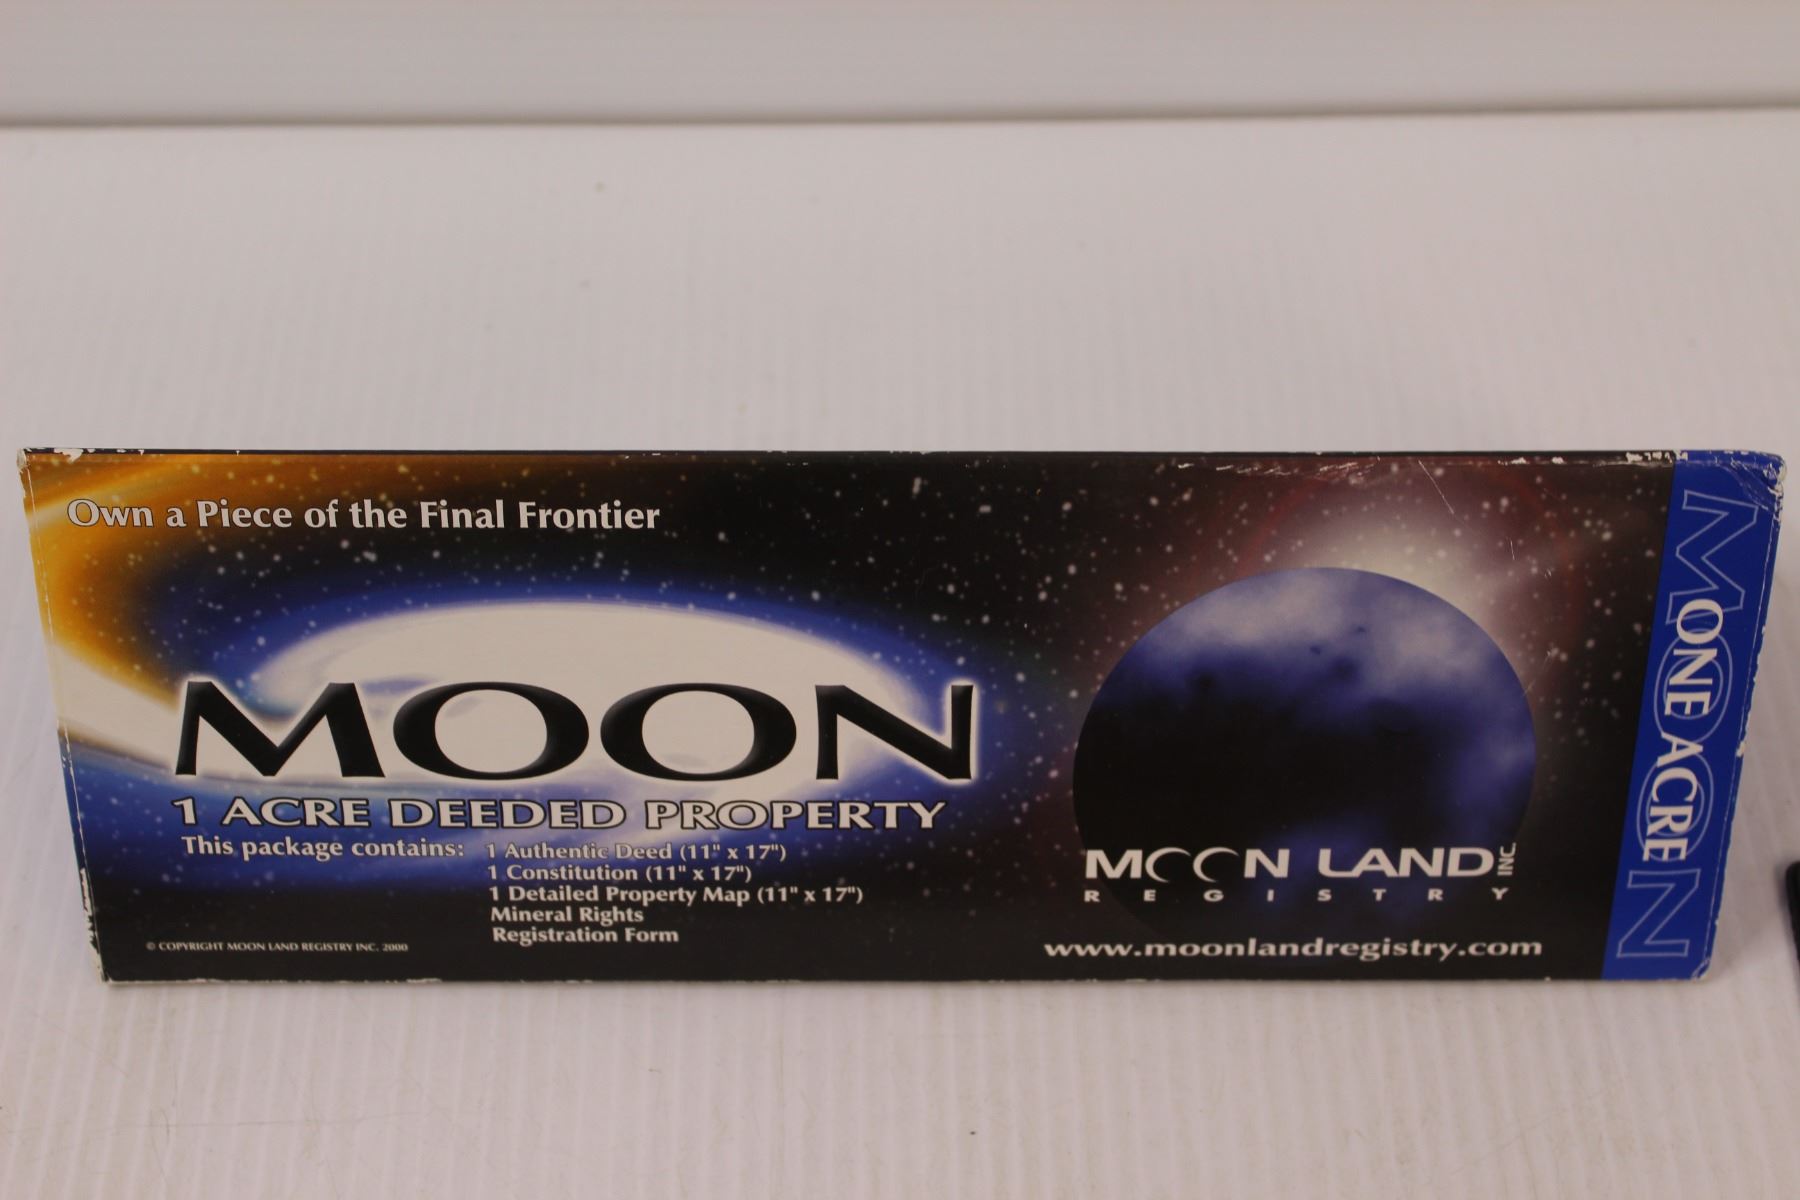 Own a Piece of the Final Frontier
MOON
1 ACRE DEEDED PROPERTY
This package contains: 1 Authentic Deed (11" x 17")
1 Constitution (11" x 17")
1 Detailed Property Map (11" x 17")
Mineral Rights
Registration Form
© COPYRIGHT MOON LAND REGISTRY INC. 2000
MOON LAND INC.
REGISTRY
www.moonlandregistry.com
MOON
ONE ACRE